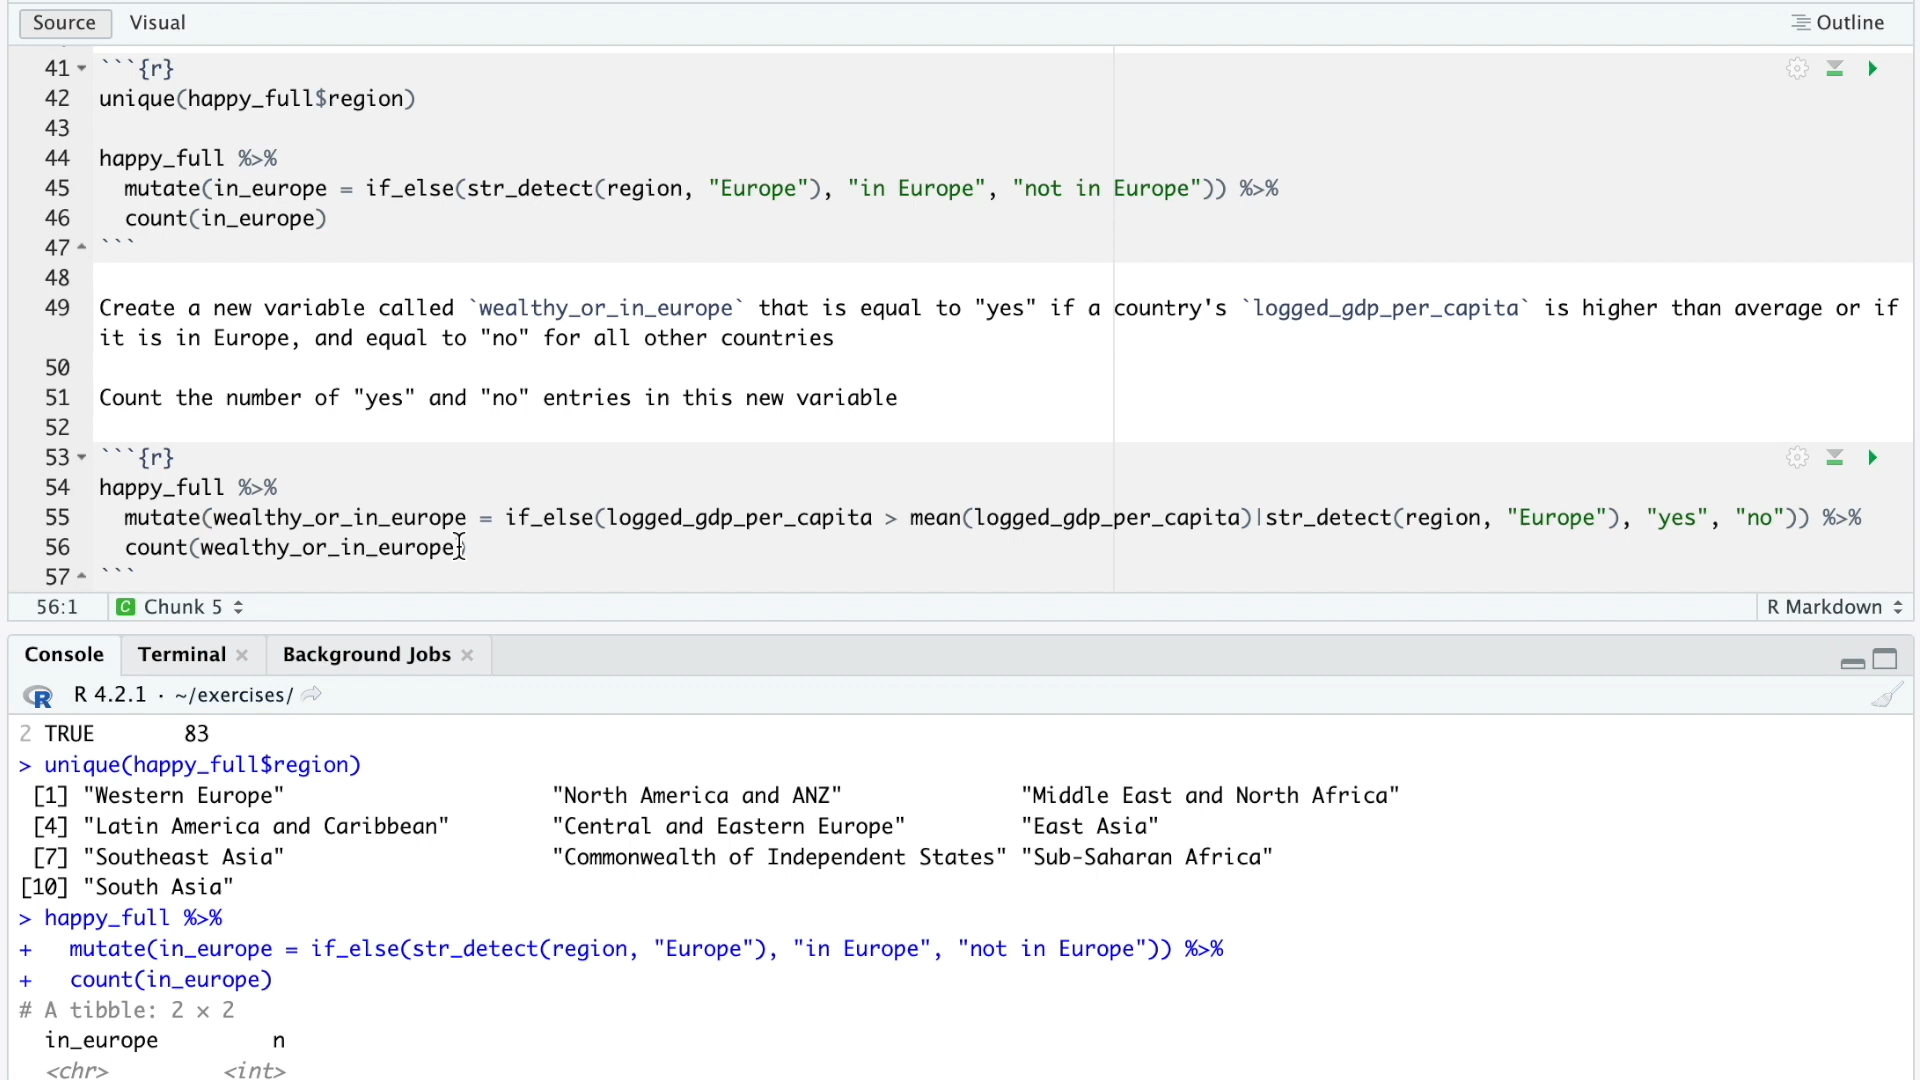 Source Visual Outline
41 ```{r}
42 unique(happy_full$region)
43
44 happy_full %>%
45 mutate(in_europe = if_else(str_detect(region, "Europe"), "in Europe", "not in Europe")) %>%
46 count(in_europe)
47 ```
48
49 Create a new variable called `wealthy_or_in_europe` that is equal to "yes" if a country's `logged_gdp_per_capita` is higher than average or if
it is in Europe, and equal to "no" for all other countries
50
51 Count the number of "yes" and "no" entries in this new variable
52
53 ```{r}
54 happy_full %>%
55 mutate(wealthy_or_in_europe = if_else(logged_gdp_per_capita > mean(logged_gdp_per_capita)|str_detect(region, "Europe"), "yes", "no")) %>%
56 count(wealthy_or_in_europe)
57 ```
56:1 C Chunk 5 R Markdown
Console Terminal Background Jobs
R R 4.2.1 · ~/exercises/
2 TRUE 83
> unique(happy_full$region)
[1] "Western Europe" "North America and ANZ" "Middle East and North Africa"
[4] "Latin America and Caribbean" "Central and Eastern Europe" "East Asia"
[7] "Southeast Asia" "Commonwealth of Independent States" "Sub-Saharan Africa"
[10] "South Asia"
> happy_full %>%
+ mutate(in_europe = if_else(str_detect(region, "Europe"), "in Europe", "not in Europe")) %>%
+ count(in_europe)
# A tibble: 2 × 2
in_europe n
<chr> <int>